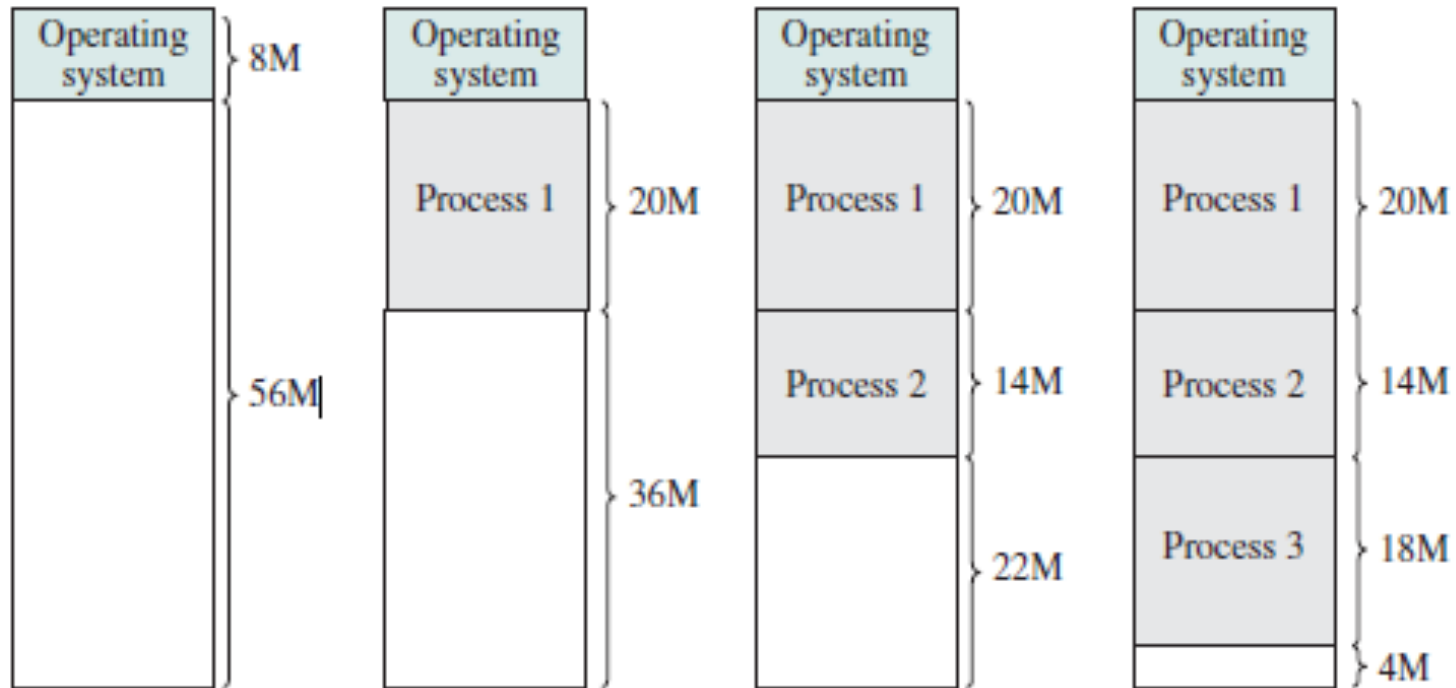 Operating
system
8M
56M
Operating
system
Process 1
20M
36M
Operating
system
Process 1
20M
Process 2
14M
22M
Operating
system
Process 1
20M
Process 2
14M
Process 3
18M
4M